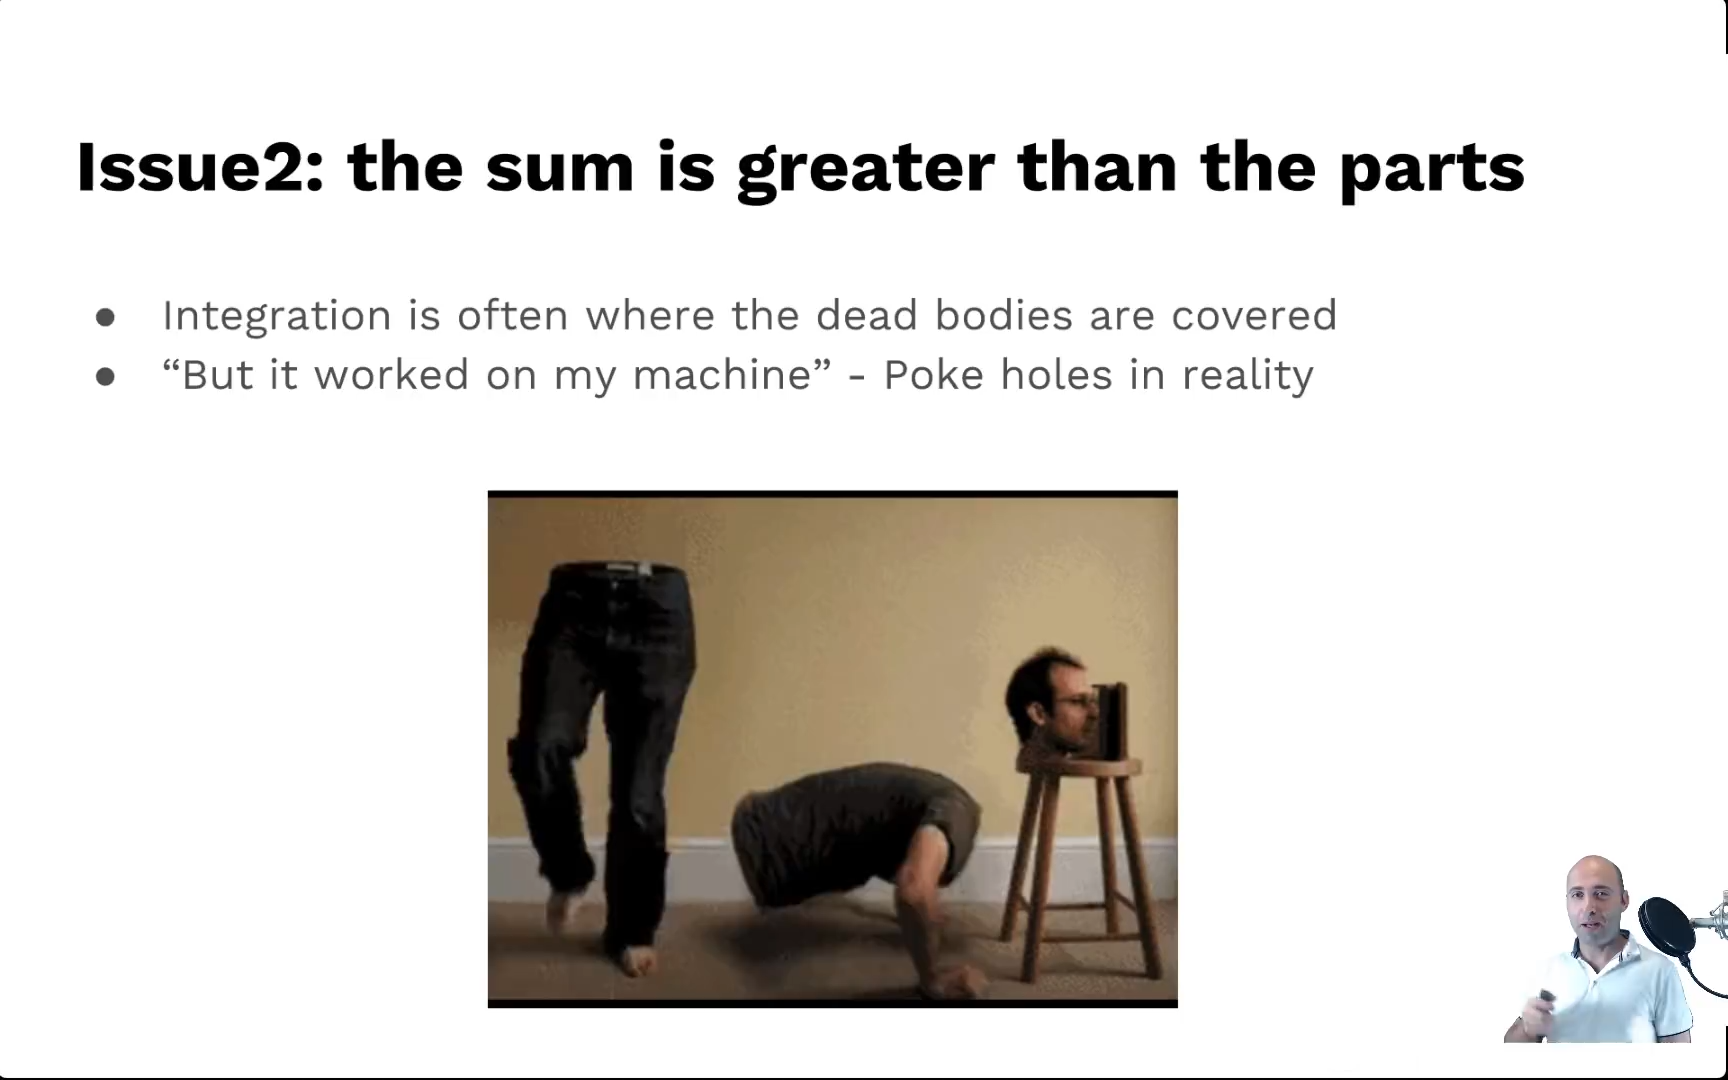 Issue2: the sum is greater than the parts
● Integration is often where the dead bodies are covered
● “But it worked on my machine” - Poke holes in reality